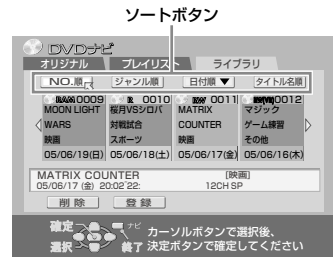 ソートボタン
DVDナビ
オリジナル プレイリスト ライブラリ
NO.順 ジャンル順 日付順▼ タイトル名順
RAM 0009 R 0010 RW 0011 0012
MOON LIGHT 桜月VSシロバ MATRIX マジック
WARS 対戦試合 COUNTER ゲーム練習
映画 スポーツ 映画 その他
05/06/19(日) 05/06/18(土) 05/06/17(金) 05/06/16(木)
MATRIX COUNTER [映画]
05/06/17 (金) 20:02~22: 12CH SP
削 除 登 録
確定 ナビ カーソルボタンで選択後、
選択 終了 決定ボタンで確定してください